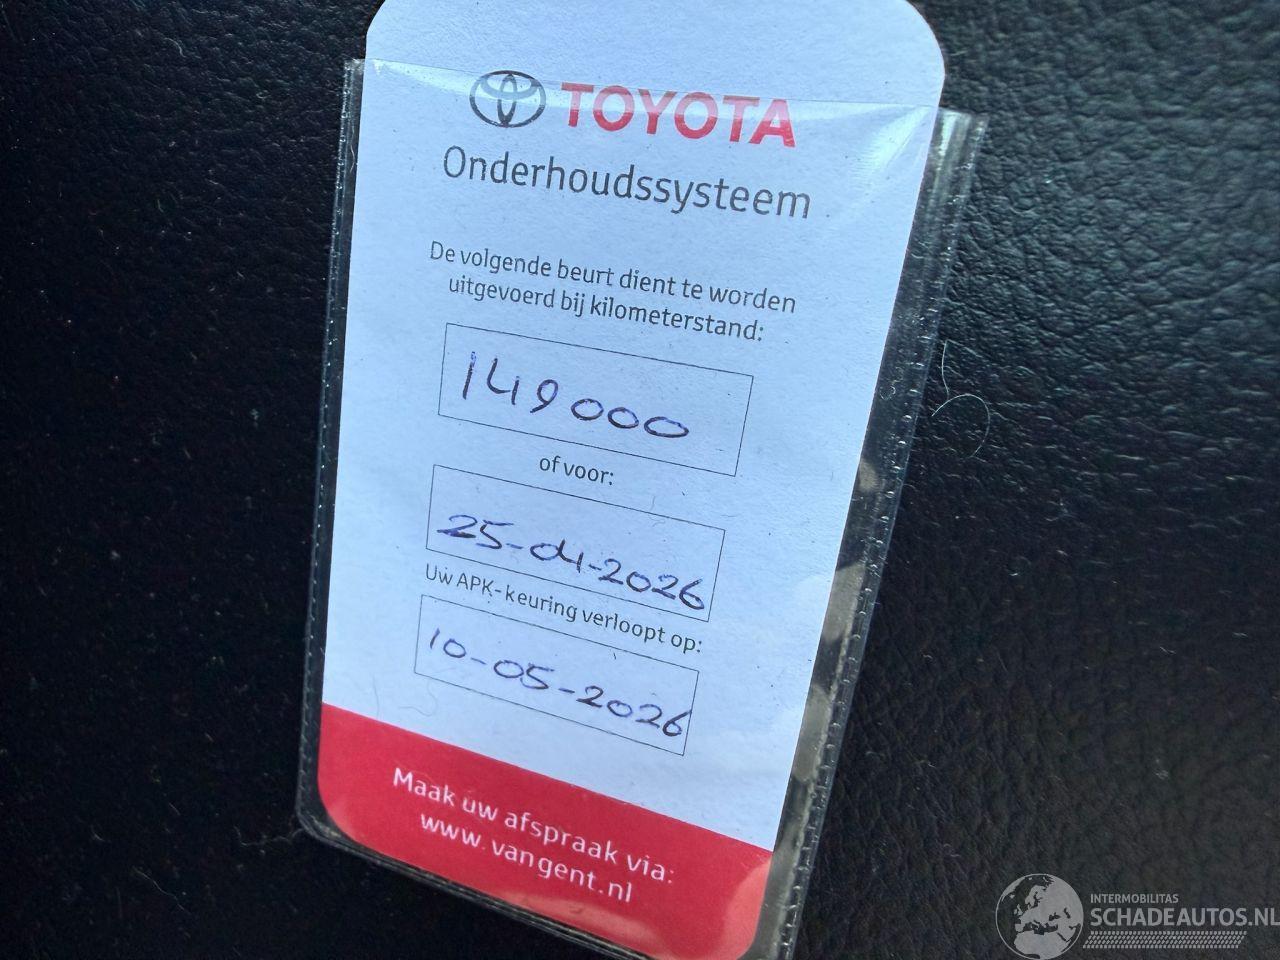 TOYOTA
Onderhoudssysteem
De volgende beurt dient te worden
uitgevoerd bij kilometerstand:
149000
of voor:
25-04-2026
Uw APK-keuring verloopt op:
10-05-2026
Maak uw afspraak via:
www.vangent.nl
INTERMOBILITAS
SCHADEAUTOS.NL